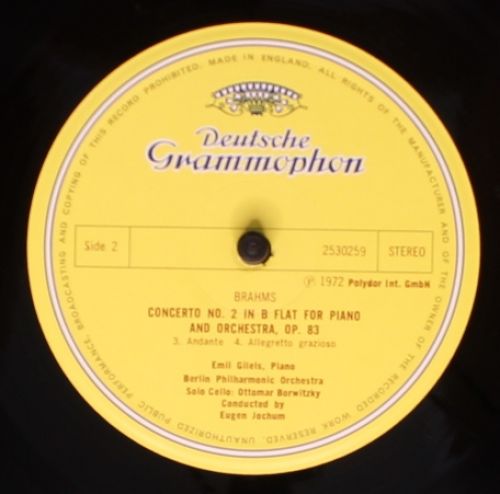 MADE IN ENGLAND. ALL RIGHTS OF THE MANUFACTURER AND OF THE OWNER OF THE RECORDED WORK RESERVED. UNAUTHORIZED PUBLIC PERFORMANCE, BROADCASTING AND COPYING OF THIS RECORD PROHIBITED.
Deutsche
Grammophon
Side 2
2530259
STEREO
℗ 1972 Polydor Int. GmbH
BRAHMS
CONCERTO NO. 2 IN B FLAT FOR PIANO
AND ORCHESTRA, OP. 83
3. Andante 4. Allegretto grazioso
Emil Gilels, Piano
Berlin Philharmonic Orchestra
Solo Cello: Ottomar Borwitzky
Conducted by
Eugen Jochum